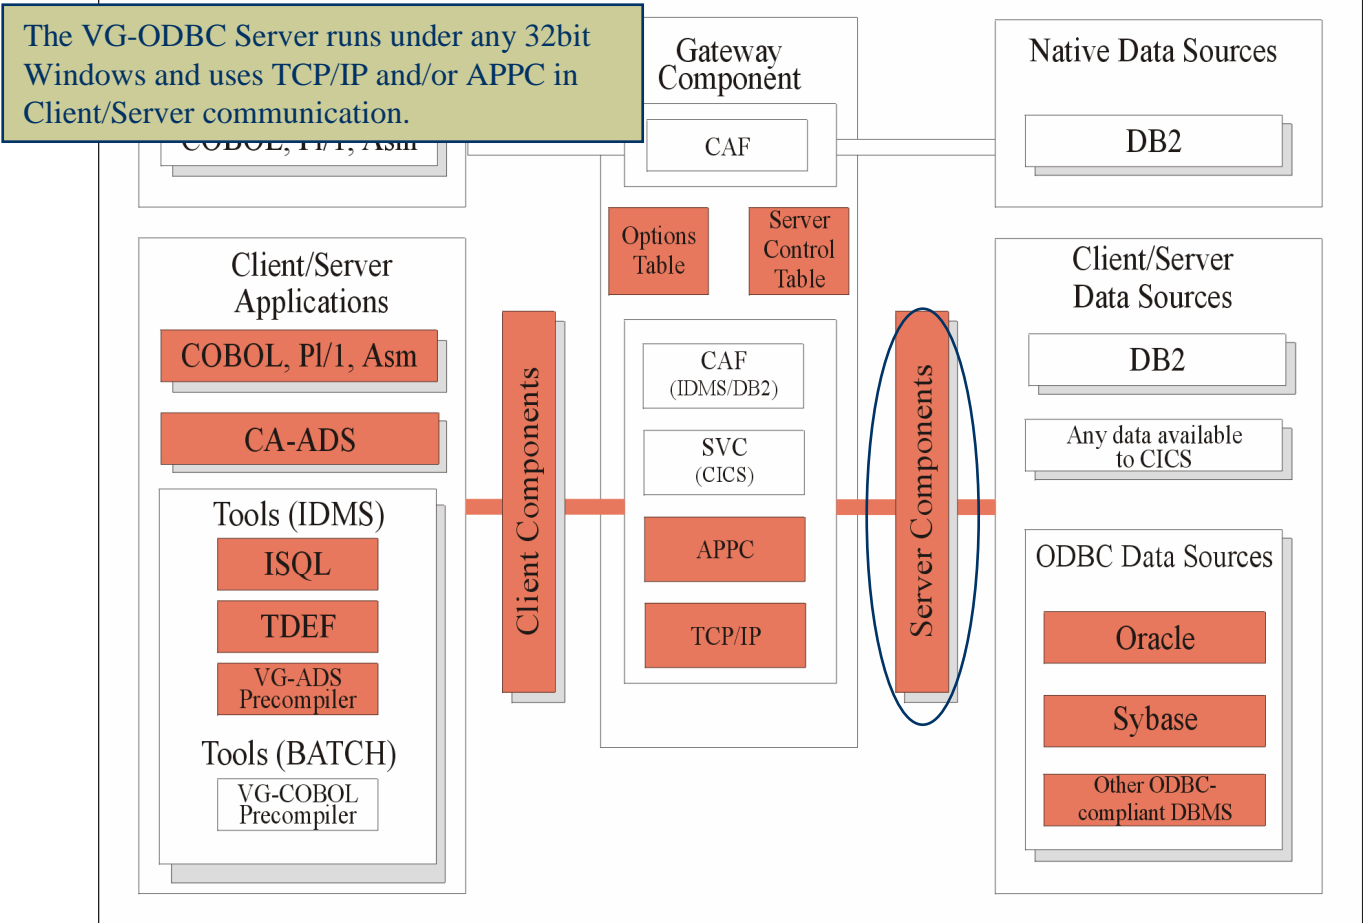 The VG-ODBC Server runs under any 32bit
Windows and uses TCP/IP and/or APPC in
Client/Server communication.
COBOL, Pl/1, Asm
Client/Server
Applications
COBOL, Pl/1, Asm
CA-ADS
Tools (IDMS)
ISQL
TDEF
VG-ADS
Precompiler
Tools (BATCH)
VG-COBOL
Precompiler
Client Components
Gateway
Component
CAF
Options
Table
Server
Control
Table
CAF
(IDMS/DB2)
SVC
(CICS)
APPC
TCP/IP
Server Components
Native Data Sources
DB2
Client/Server
Data Sources
DB2
Any data available
to CICS
ODBC Data Sources
Oracle
Sybase
Other ODBC-
compliant DBMS